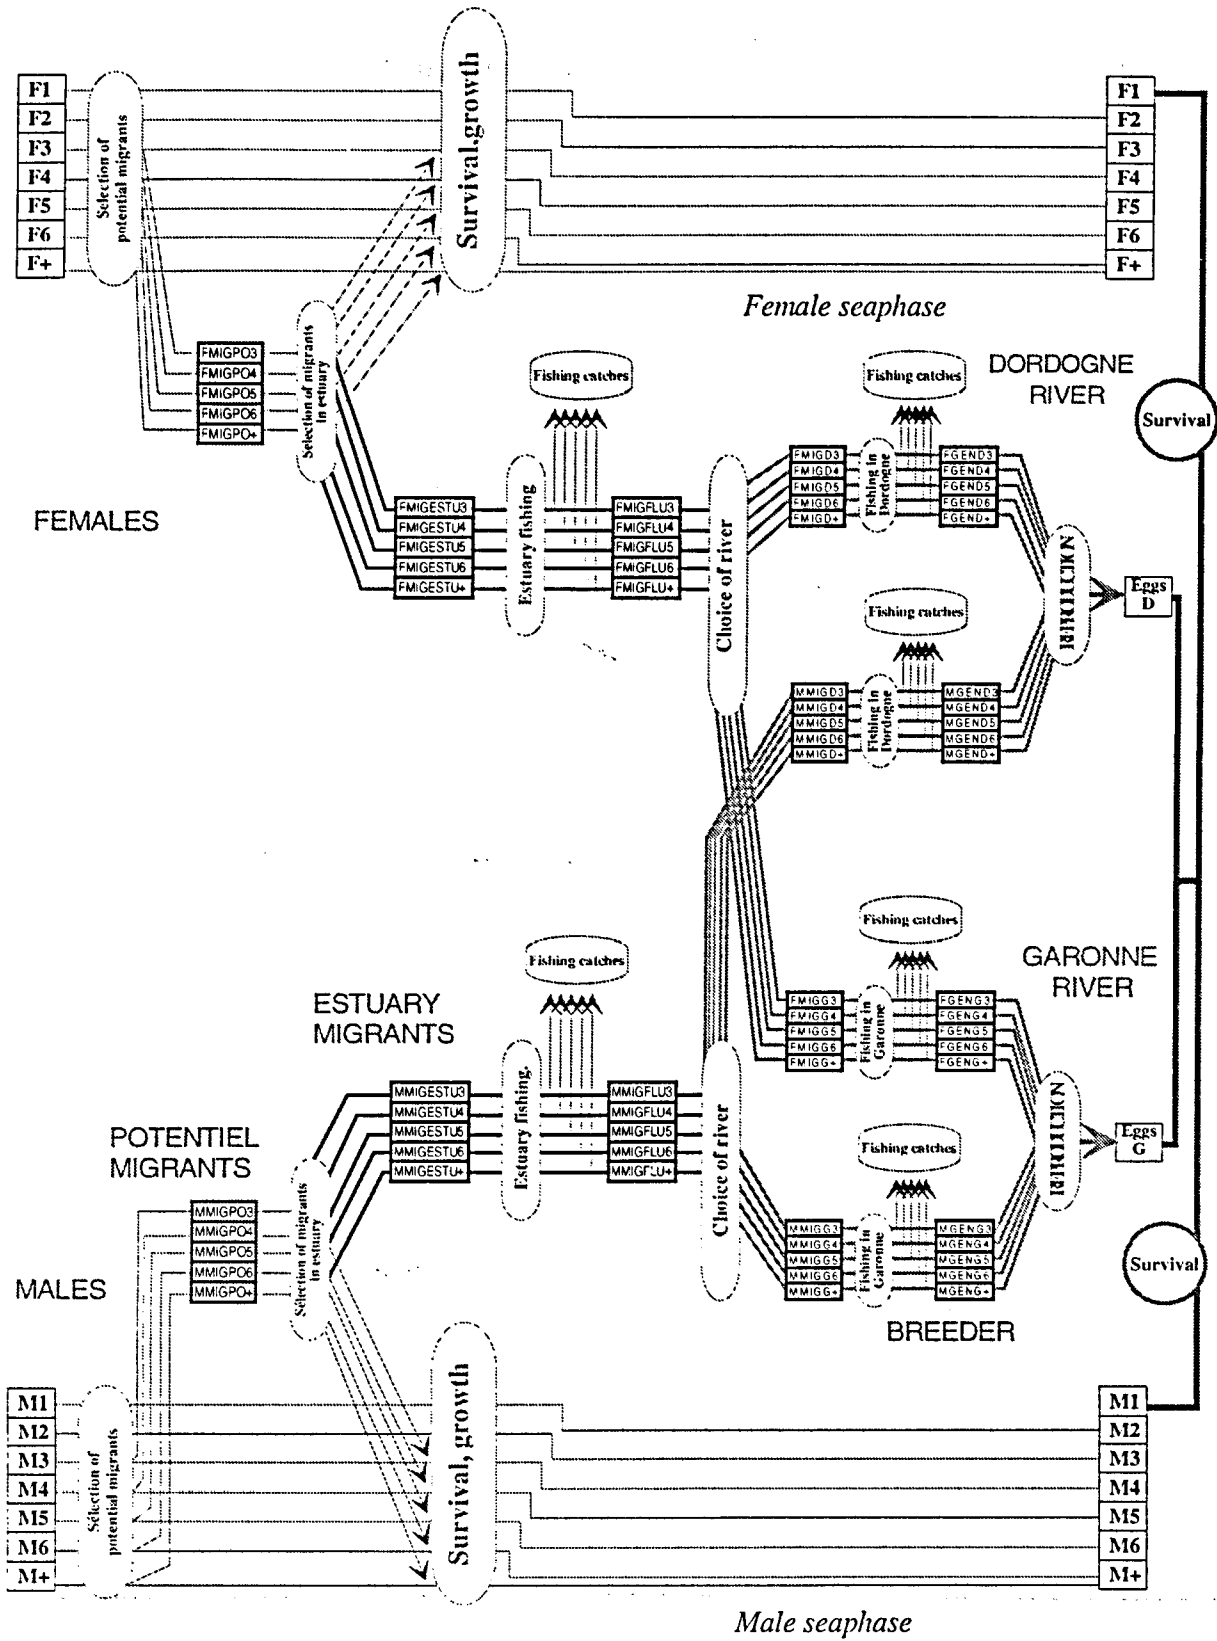 F1
F2
F3
F4
F5
F6
F+
Selection of
potential migrants
Survival,growth
F1
F2
F3
F4
F5
F6
F+
Female seaphase
FMIGPO3
FMIGPO4
FMIGPO5
FMIGPO6
FMIGPO+
Selection of migrants
in estuary
Fishing catches
Fishing catches
DORDOGNE
RIVER
Survival
FEMALES
FMIGESTU3
FMIGESTU4
FMIGESTU5
FMIGESTU6
FMIGESTU+
Estuary fishing
FMIGFLU3
FMIGFLU4
FMIGFLU5
FMIGFLU6
FMIGFLU+
Choice of river
FMIGD3
FMIGD4
FMIGD5
FMIGD6
FMIGD+
Fishing in
Dordogne
FGEND3
FGEND4
FGEND5
FGEND6
FGEND+
Eggs
D
Fishing catches
MMIGD3
MMIGD4
MMIGD5
MMIGD6
MMIGD+
Fishing in
Dordogne
MGEND3
MGEND4
MGEND5
MGEND6
MGEND+
Fishing catches
Fishing catches
GARONNE
RIVER
ESTUARY
MIGRANTS
FMIGG3
FMIGG4
FMIGG5
FMIGG6
FMIGG+
Fishing in
Garonne
FGENG3
FGENG4
FGENG5
FGENG6
FGENG+
MMIGESTU3
MMIGESTU4
MMIGESTU5
MMIGESTU6
MMIGESTU+
Estuary fishing.
MMIGFLU3
MMIGFLU4
MMIGFLU5
MMIGFLU6
MMIGFLU+
Choice of river
Eggs
G
POTENTIEL
MIGRANTS
Fishing catches
MMIGPO3
MMIGPO4
MMIGPO5
MMIGPO6
MMIGPO+
Sélection of migrants
in estuary
MMIGG3
MMIGG4
MMIGG5
MMIGG6
MMIGG+
Fishing in
Garonne
MGENG3
MGENG4
MGENG5
MGENG6
MGENG+
Survival
MALES
BREEDER
M1
M2
M3
M4
M5
M6
M+
Sélection of
potential migrants
Survival, growth
M1
M2
M3
M4
M5
M6
M+
Male seaphase